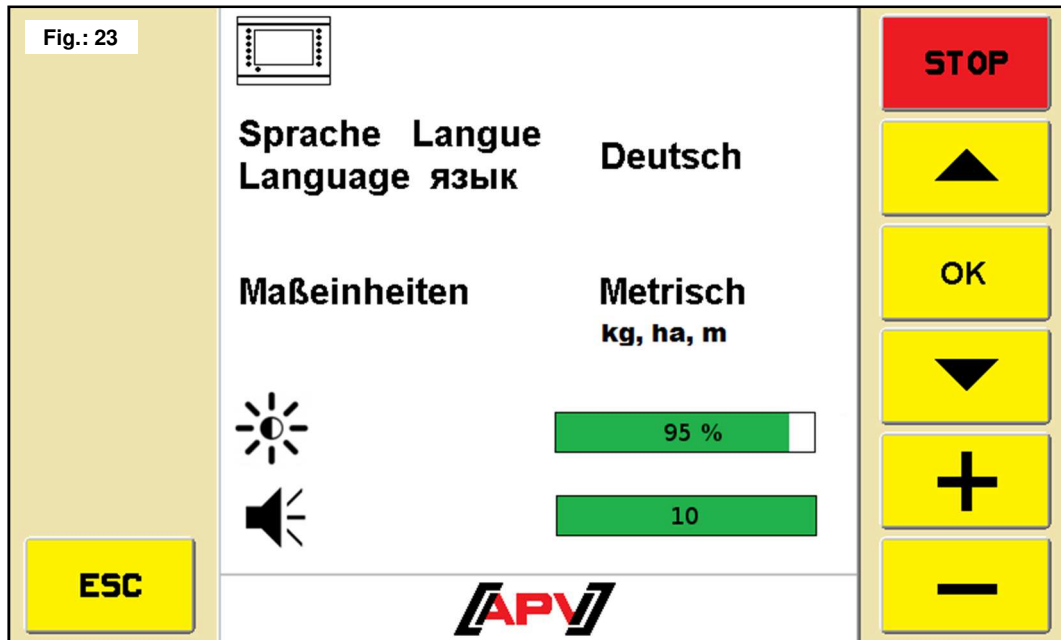 Fig.: 23
STOP
Sprache Langue
Language язык
Deutsch
OK
Maßeinheiten
Metrisch
kg, ha, m
95 %
10
ESC
APV